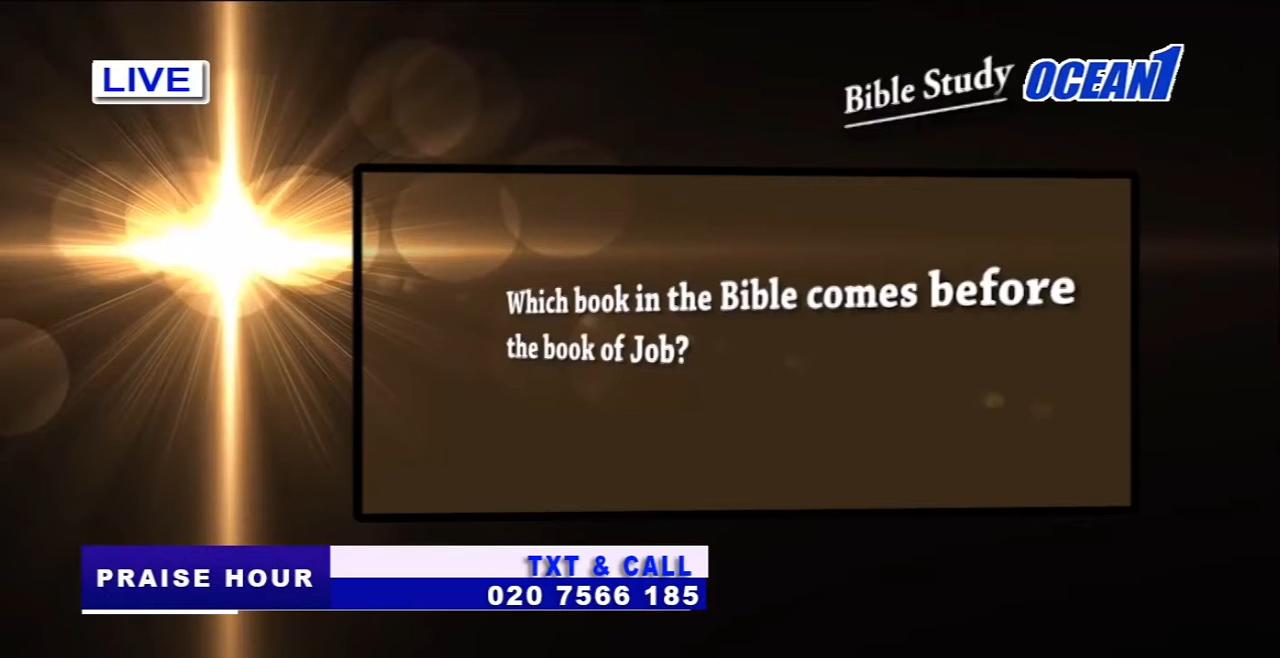 LIVE
Bible Study OCEAN1
Which book in the Bible comes before
the book of Job?
PRAISE HOUR
TXT & CALL
020 7566 185